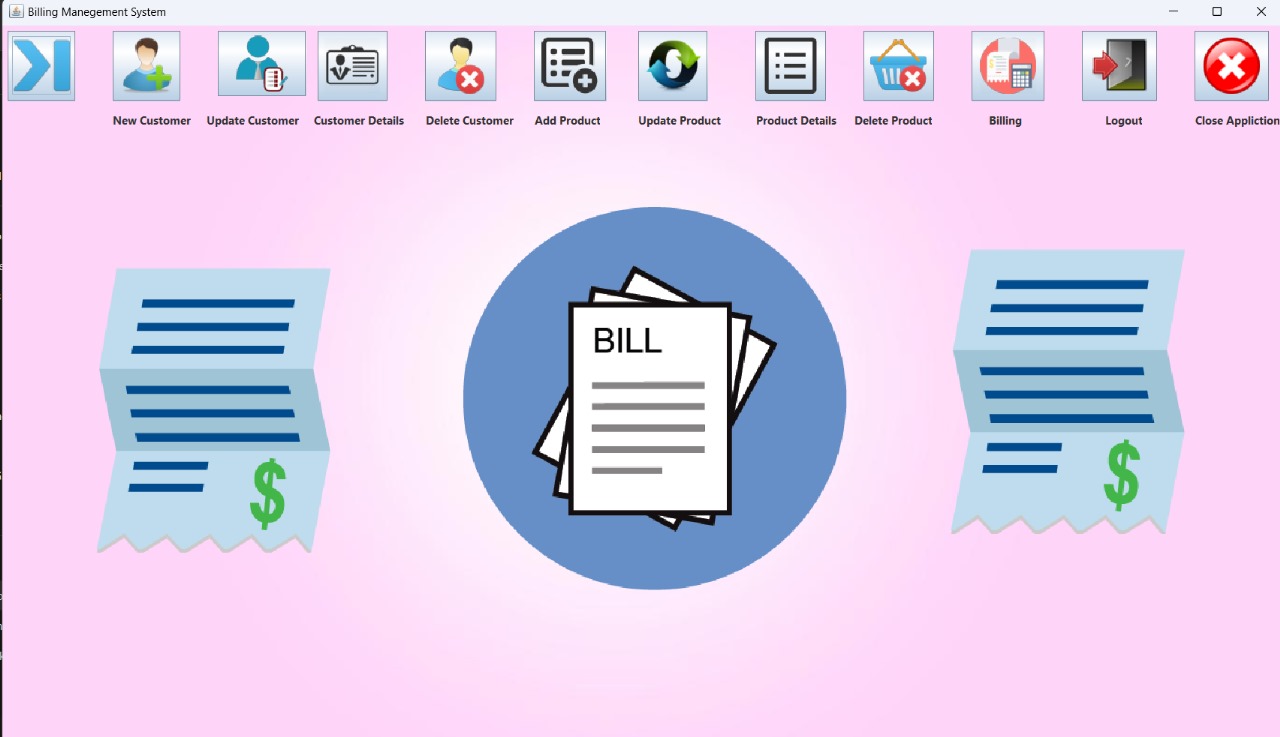 Billing Manegement System
New Customer Update Customer Customer Details Delete Customer Add Product Update Product Product Details Delete Product Billing Logout Close Appliction
BILL
$
$